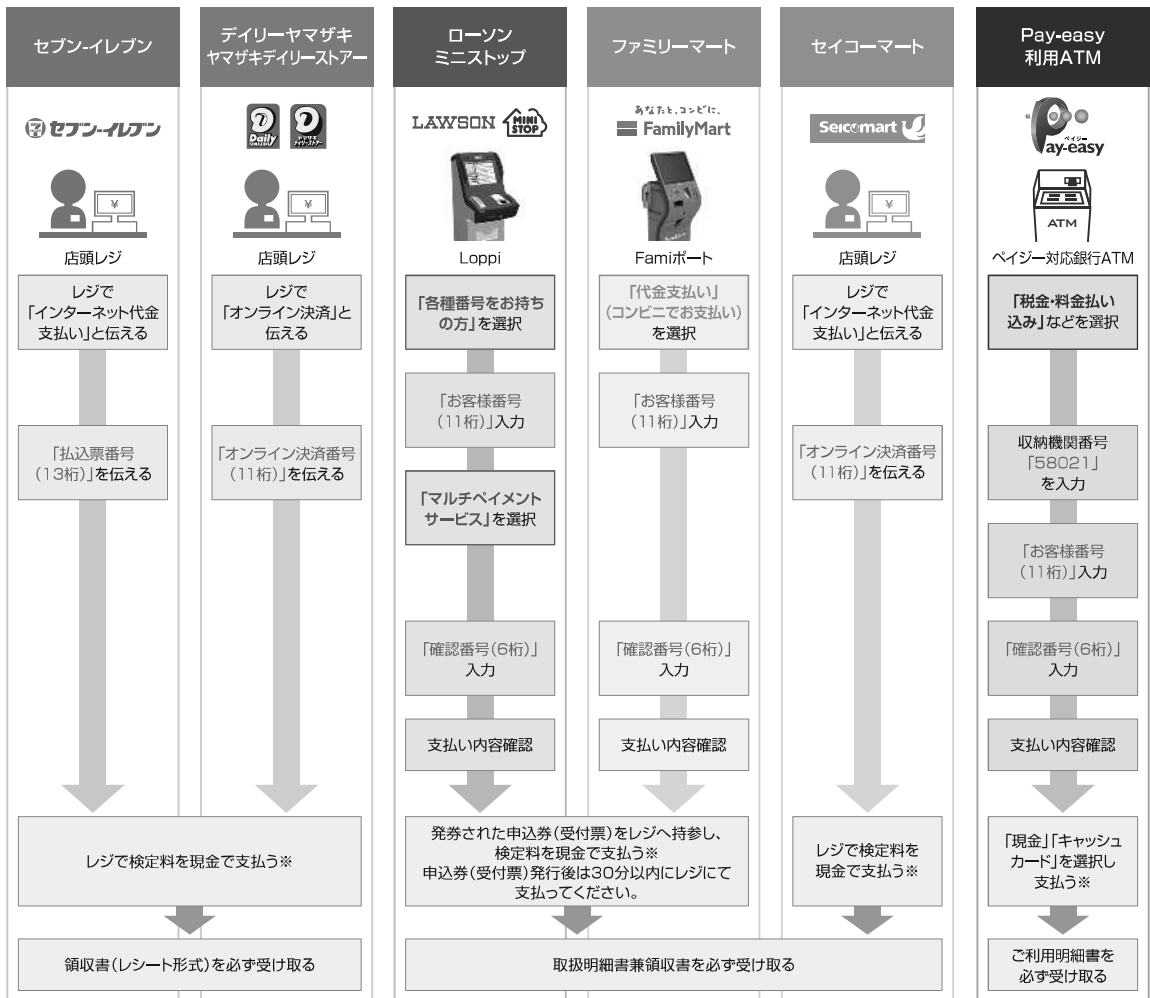 セブン-イレブン
デイリーヤマザキ
ヤマザキデイリーストアー
ローソン
ミニストップ
ファミリーマート
セイコーマート
Pay-easy
利用ATM
セブン-イレブン
Daily
ヤマザキ
デイリーストアー
LAWSON
MINI
STOP
あなたと、コンビに、
FamilyMart
Seicomart
ペイジー
Pay-easy
¥
¥
¥
ATM
店頭レジ
店頭レジ
Loppi
Famiポート
店頭レジ
ペイジー対応銀行ATM
レジで
「インターネット代金
支払い」と伝える
「払込票番号
(13桁)」を伝える
レジで
「オンライン決済」と
伝える
「オンライン決済番号
(11桁)」を伝える
レジで検定料を現金で支払う※
領収書(レシート形式)を必ず受け取る
「各種番号をお持ち
の方」を選択
「お客様番号
(11桁)」入力
「マルチペイメント
サービス」を選択
「確認番号(6桁)」
入力
支払い内容確認
「代金支払い」
(コンビニでお支払い)
を選択
「お客様番号
(11桁)」入力
「確認番号(6桁)」
入力
支払い内容確認
発券された申込券(受付票)をレジへ持参し、
検定料を現金で支払う※
申込券(受付票)発行後は30分以内にレジにて
支払ってください。
レジで
「インターネット代金
支払い」と伝える
「オンライン決済番号
(11桁)」を伝える
レジで検定料を
現金で支払う※
取扱明細書兼領収書を必ず受け取る
「税金・料金払い
込み」などを選択
収納機関番号
「58021」
を入力
「お客様番号
(11桁)」入力
「確認番号(6桁)」
入力
支払い内容確認
「現金」「キャッシュ
カード」を選択し
支払う※
ご利用明細書を
必ず受け取る